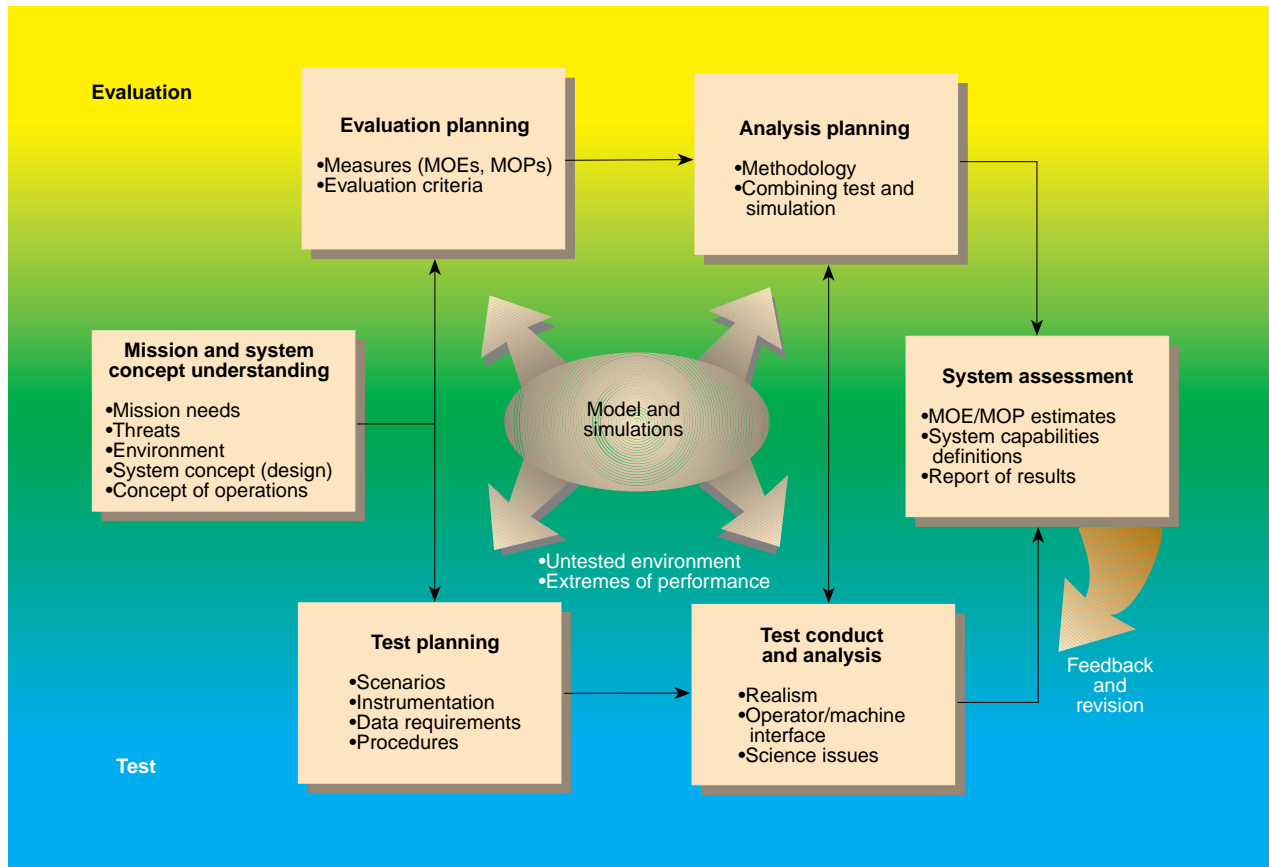 Evaluation
Evaluation planning
•Measures (MOEs, MOPs)
•Evaluation criteria
Analysis planning
•Methodology
•Combining test and
simulation
Mission and system
concept understanding
•Mission needs
•Threats
•Environment
•System concept (design)
•Concept of operations
Model and
simulations
System assessment
•MOE/MOP estimates
•System capabilities
definitions
•Report of results
•Untested environment
•Extremes of performance
Test planning
•Scenarios
•Instrumentation
•Data requirements
•Procedures
Test conduct
and analysis
•Realism
•Operator/machine
interface
•Science issues
Feedback
and
revision
Test